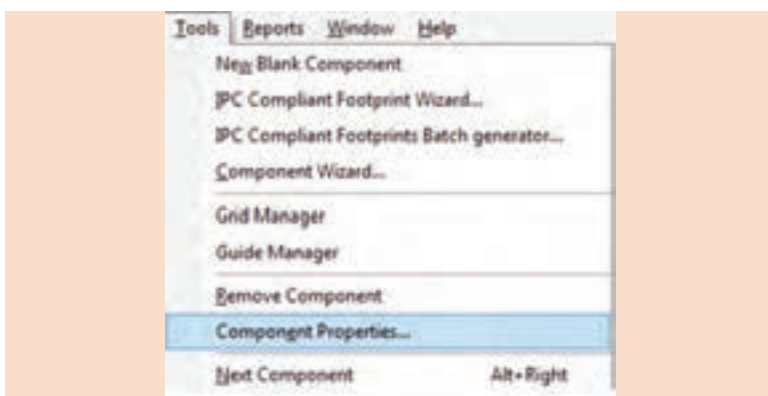 Tools Reports Window Help
New Blank Component
IPC Compliant Footprint Wizard...
IPC Compliant Footprints Batch generator...
Component Wizard...
Grid Manager
Guide Manager
Remove Component
Component Properties...
Next Component Alt+Right